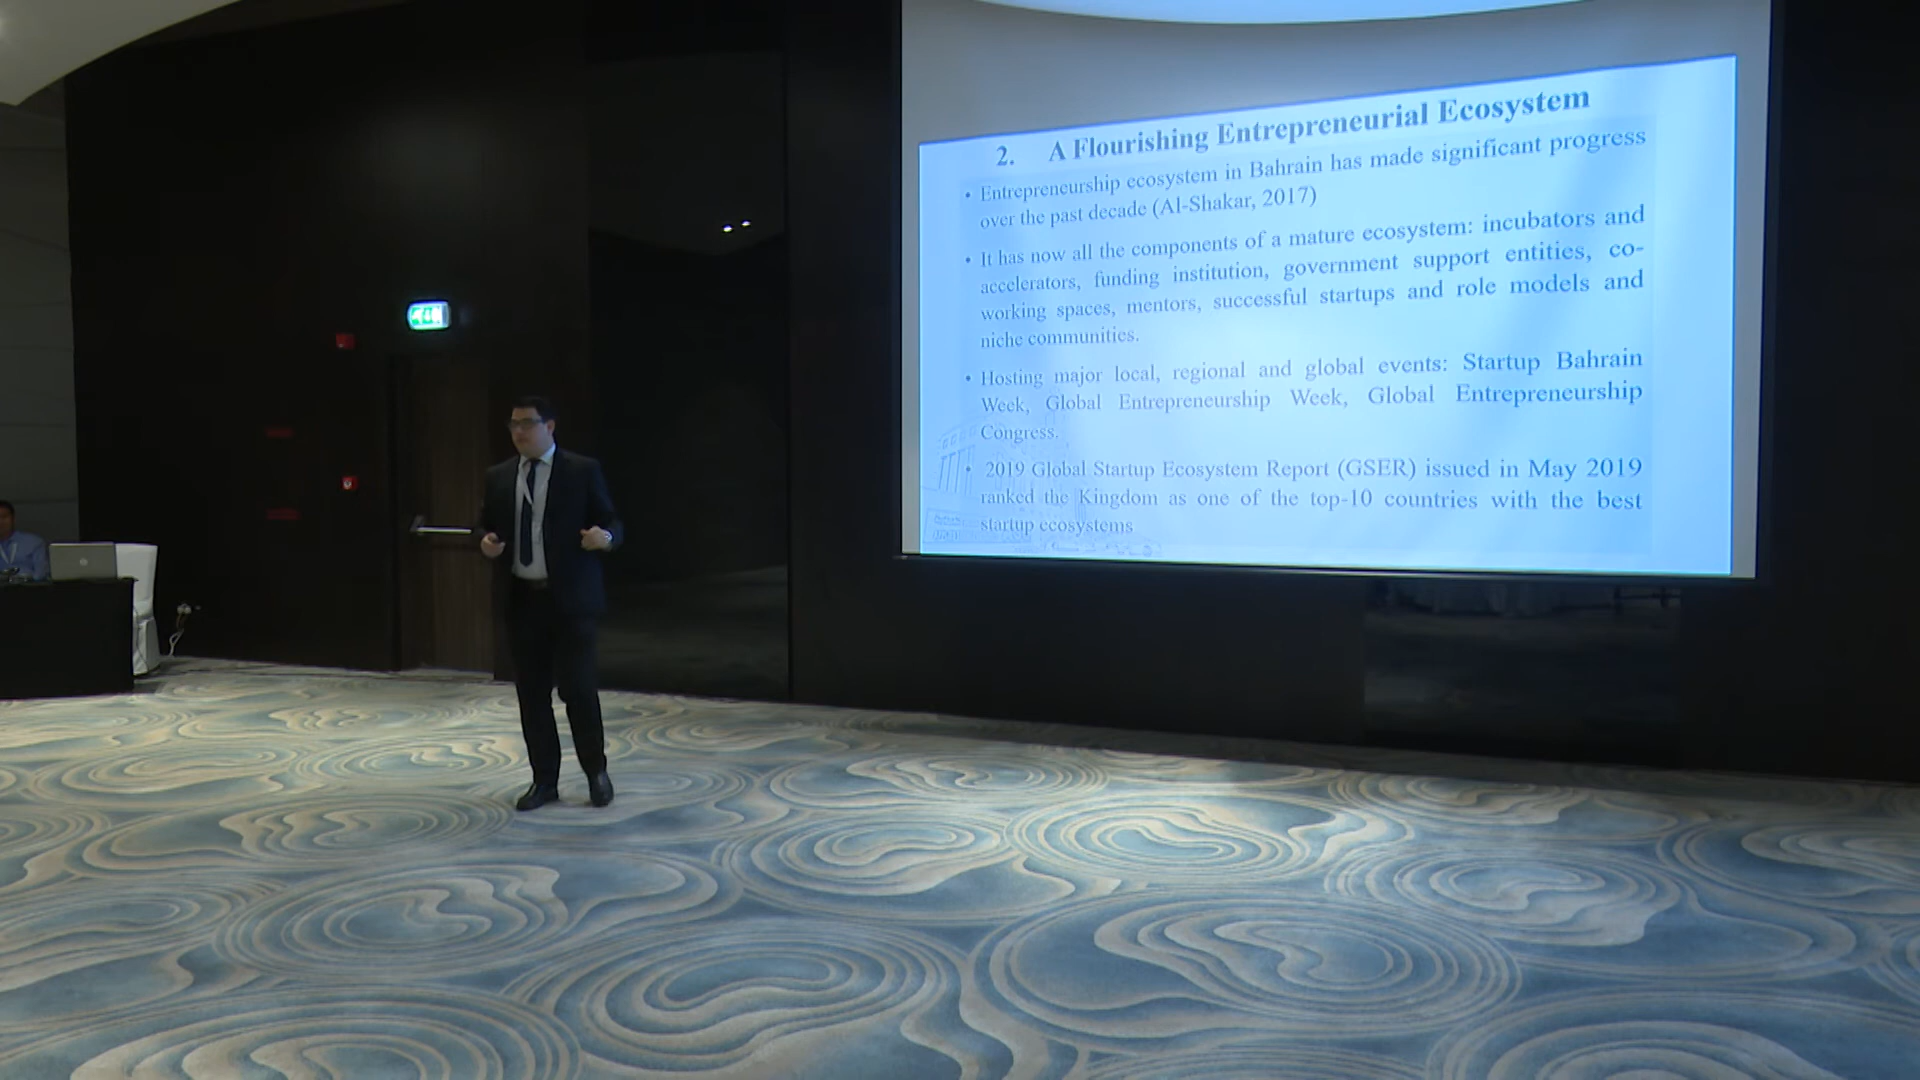 2. A Flourishing Entrepreneurial Ecosystem
• Entrepreneurship ecosystem in Bahrain has made significant progress
over the past decade (Al-Shakar, 2017)
• It has now all the components of a mature ecosystem: incubators and
accelerators, funding institution, government support entities, co-
working spaces, mentors, successful startups and role models and
niche communities.
• Hosting major local, regional and global events: Startup Bahrain
Week, Global Entrepreneurship Week, Global Entrepreneurship
Congress.
• 2019 Global Startup Ecosystem Report (GSER) issued in May 2019
ranked the Kingdom as one of the top-10 countries with the best
startup ecosystems